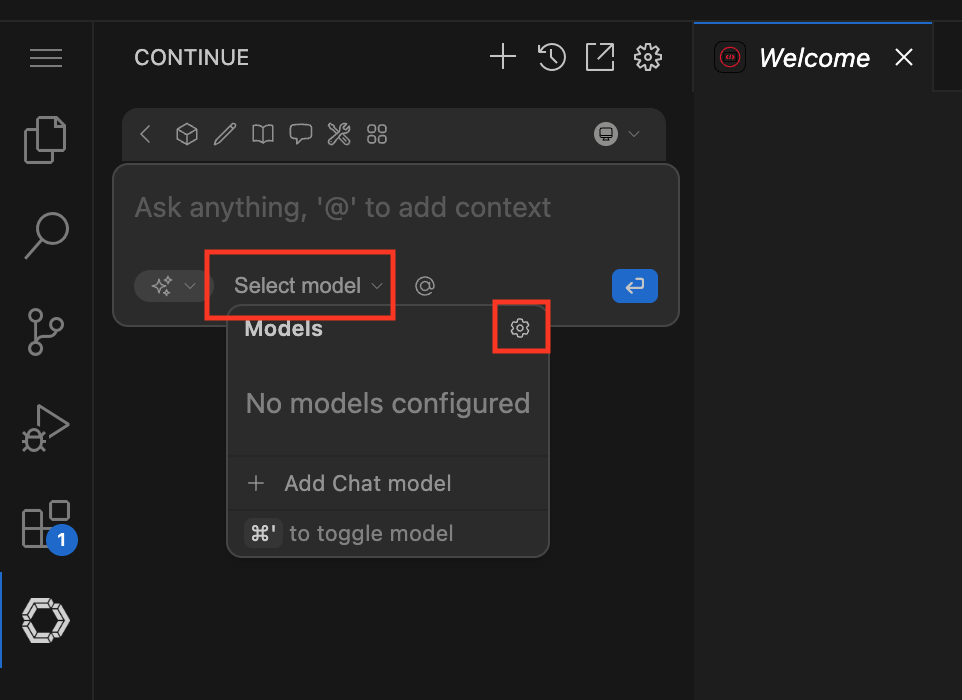 CONTINUE
Welcome
Ask anything, '@' to add context
Select model
@
Models
No models configured
+ Add Chat model
⌘' to toggle model
1